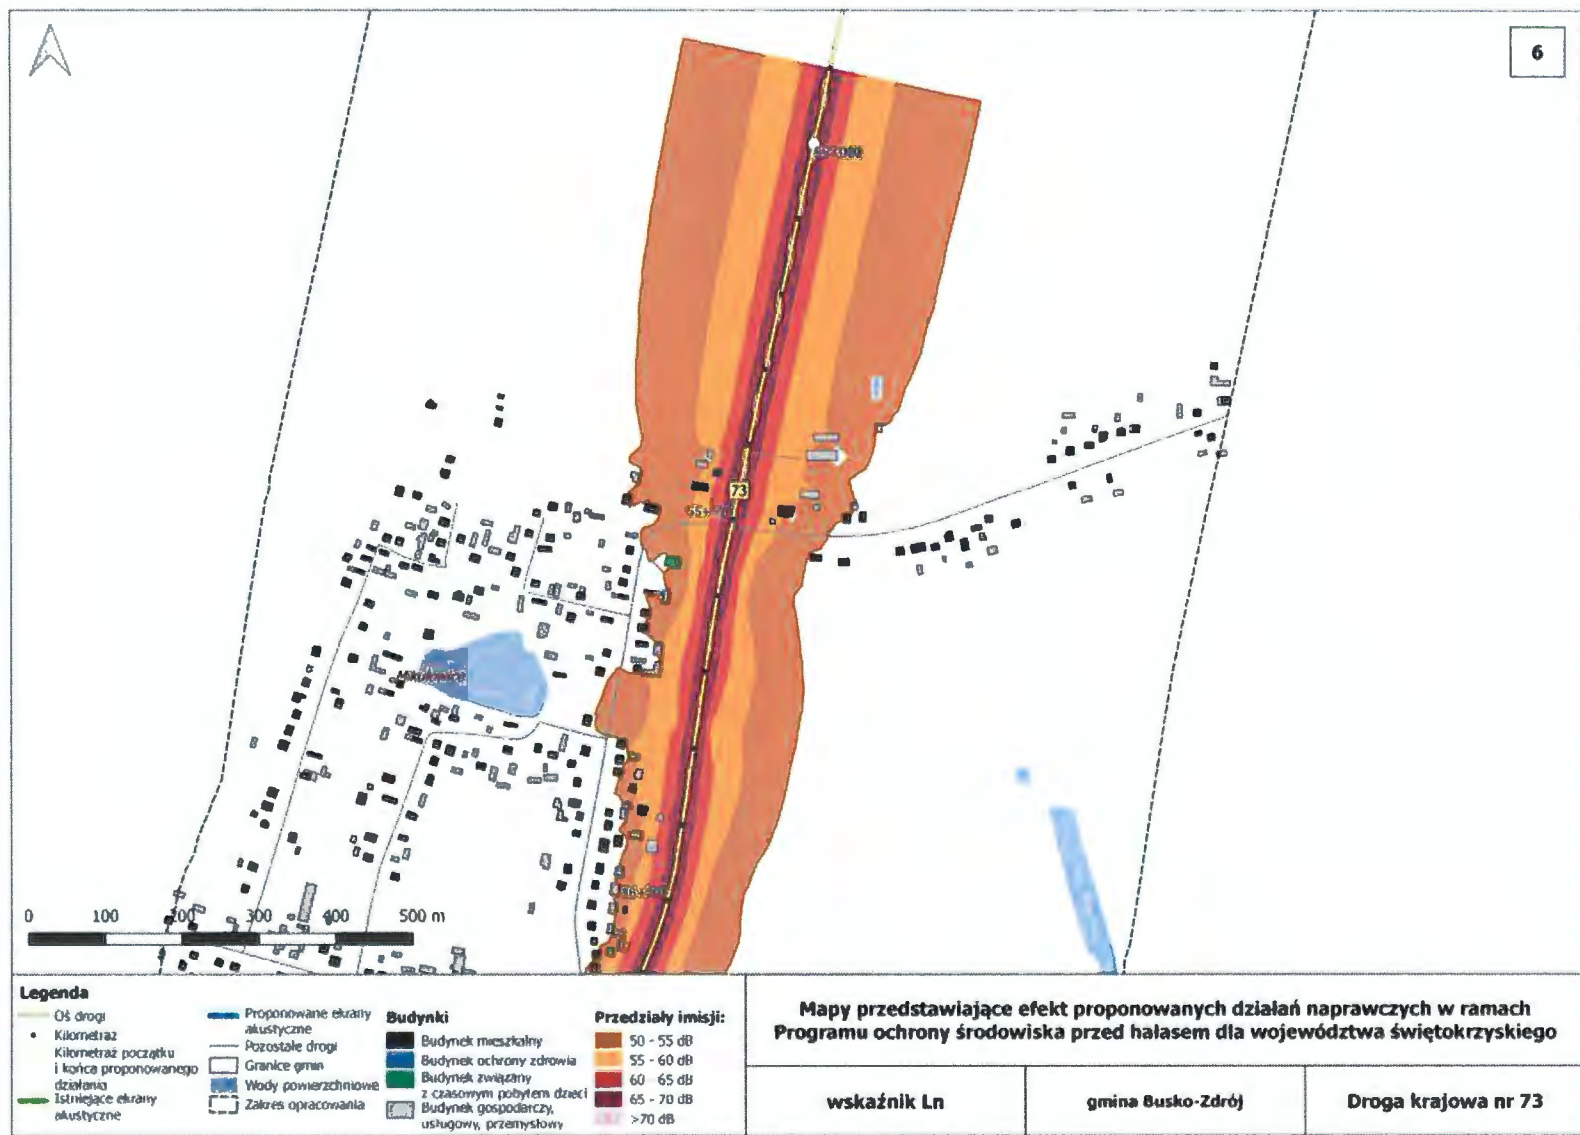 6
73
Mikułowice
0 100 200 300 400 500 m
Legenda
Oś drogi
Kilometraż
Kilometraż początku
i końca proponowanego
działania
Istniejące ekrany
akustyczne
Proponowane ekrany
akustyczne
Pozostałe drogi
Granice gmin
Wody powierzchniowe
Zakres opracowania
Budynki
Budynek mieszkalny
Budynek ochrony zdrowia
Budynek związany
z czasowym pobytem dzieci
Budynek gospodarczy,
usługowy, przemysłowy
Przedziały imisji:
50 - 55 dB
55 - 60 dB
60 - 65 dB
65 - 70 dB
>70 dB
Mapy przedstawiające efekt proponowanych działań naprawczych w ramach
Programu ochrony środowiska przed hałasem dla województwa świętokrzyskiego
wskaźnik Ln
gmina Busko-Zdrój
Droga krajowa nr 73